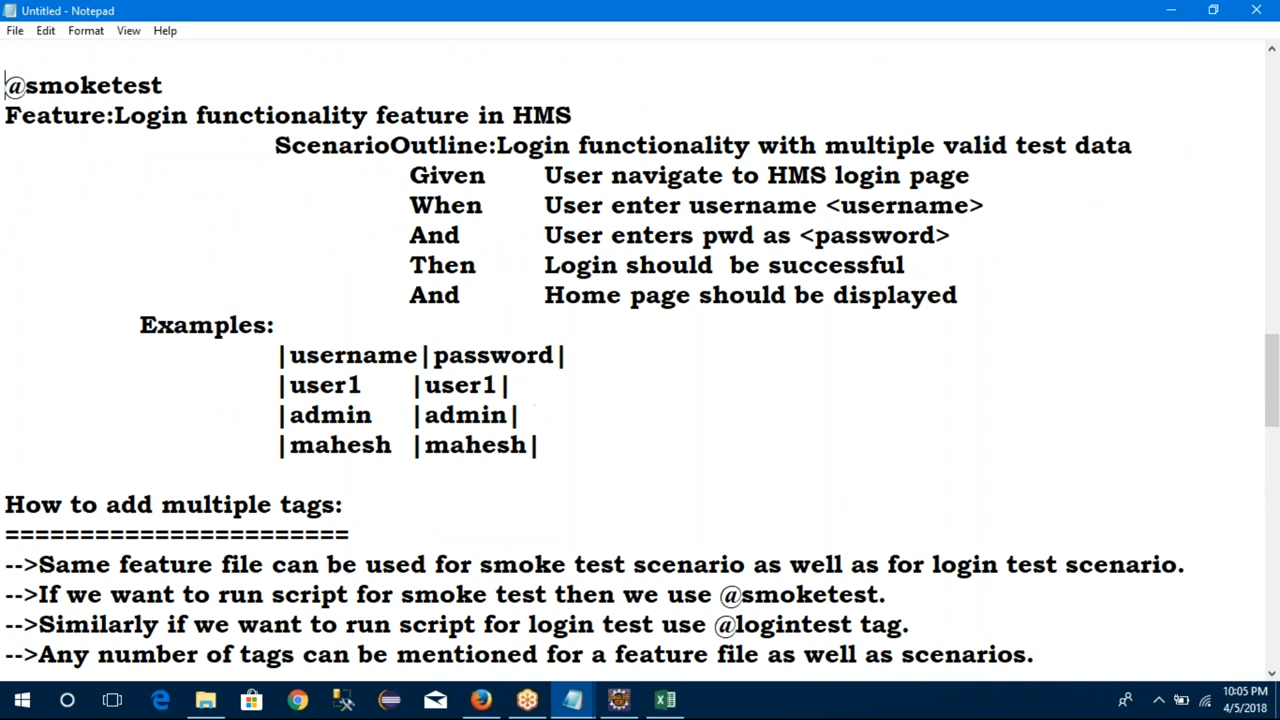 Untitled - Notepad
File Edit Format View Help
@smoketest
Feature:Login functionality feature in HMS
ScenarioOutline:Login functionality with multiple valid test data
Given User navigate to HMS login page
When User enter username <username>
And User enters pwd as <password>
Then Login should  be successful
And Home page should be displayed
Examples:
|username|password|
|user1 |user1|
|admin |admin|
|mahesh |mahesh|
How to add multiple tags:
=======================
-->Same feature file can be used for smoke test scenario as well as for login test scenario.
-->If we want to run script for smoke test then we use @smoketest.
-->Similarly if we want to run script for login test use @logintest tag.
-->Any number of tags can be mentioned for a feature file as well as scenarios.
10:05 PM
4/5/2018